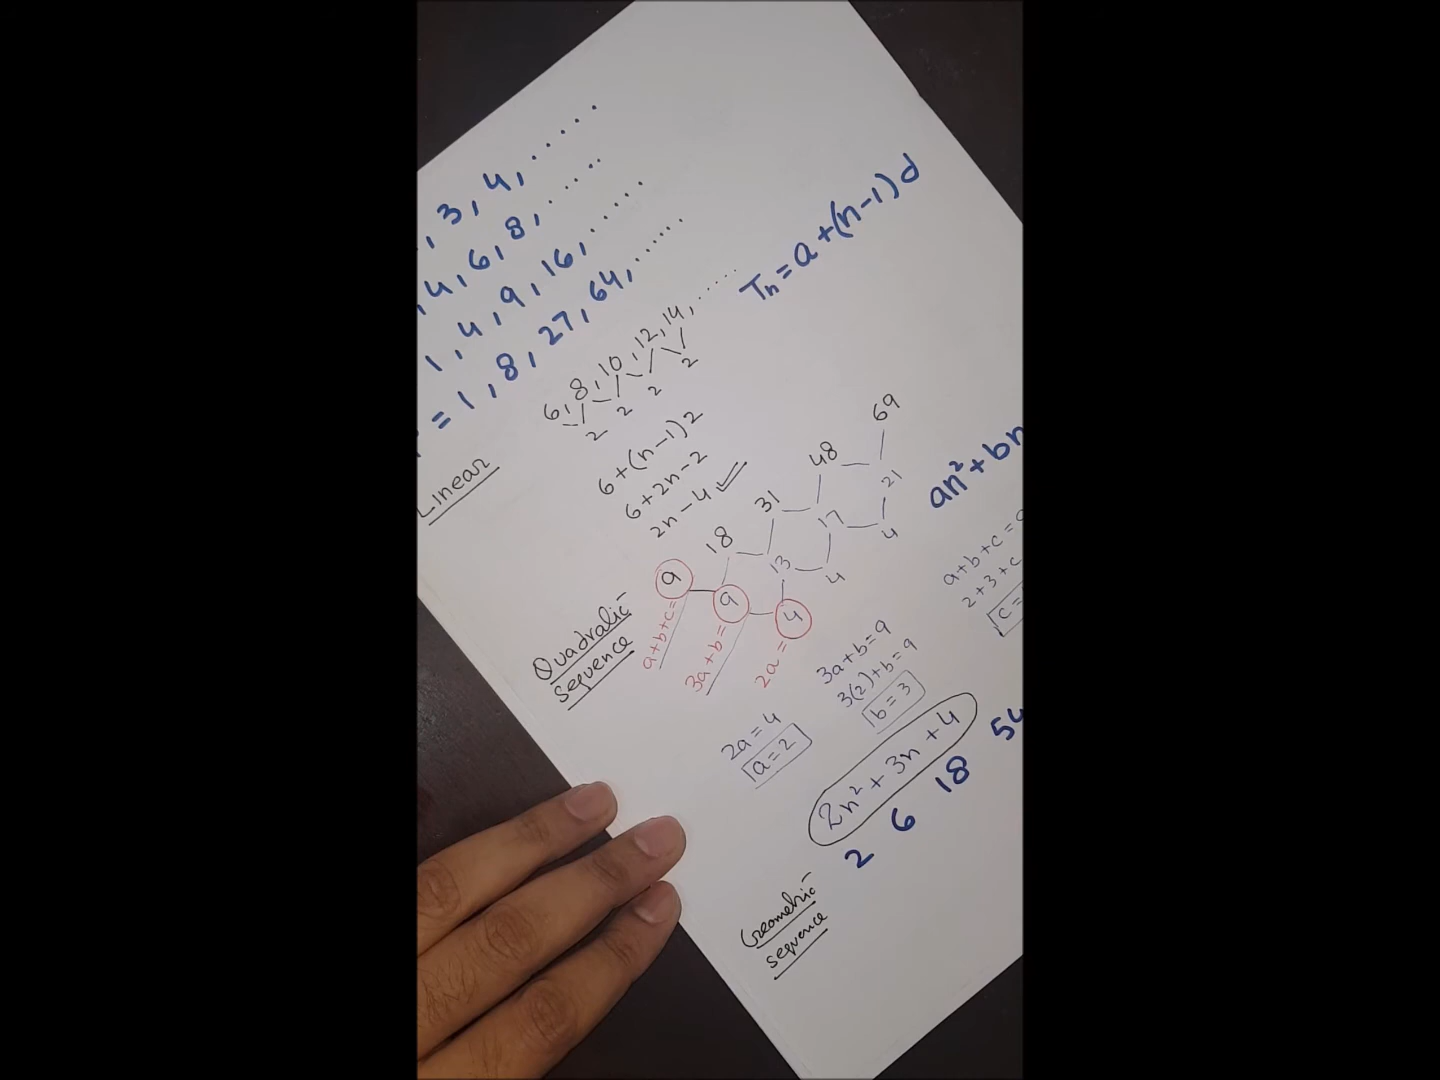 , 3, 4, .....
, 4, 6, 8, .....
1, 4, 9, 16, .....
= 1, 8, 27, 64, .....
Linear
6, 8, 10, 12, 14, .....
2 2 2 2
Tn = a + (n-1)d
6 + (n-1)2
6 + 2n - 2
2n - 4
Quadratic
sequence
9 18 31 48 69
9 13 17 21
4 4 4
a+b+c=
3a+b=
2a=
an² + bn
2a = 4
a = 2
3a + b = 9
3(2) + b = 9
b = 3
a + b + c = 9
2 + 3 + c
c =
2n² + 3n + 4
Geometric
sequence
2 6 18 54